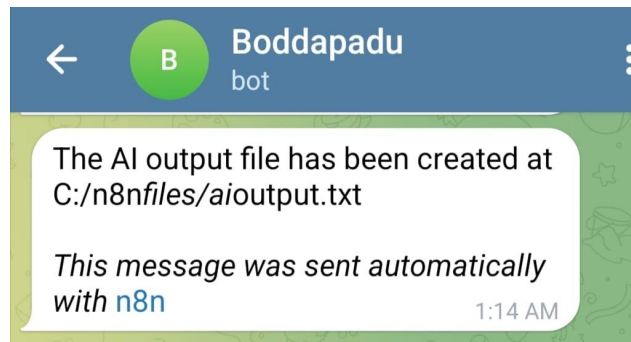 B
Boddapadu
bot
The AI output file has been created at
C:/n8nfiles/aioutput.txt
This message was sent automatically
with n8n
1:14 AM